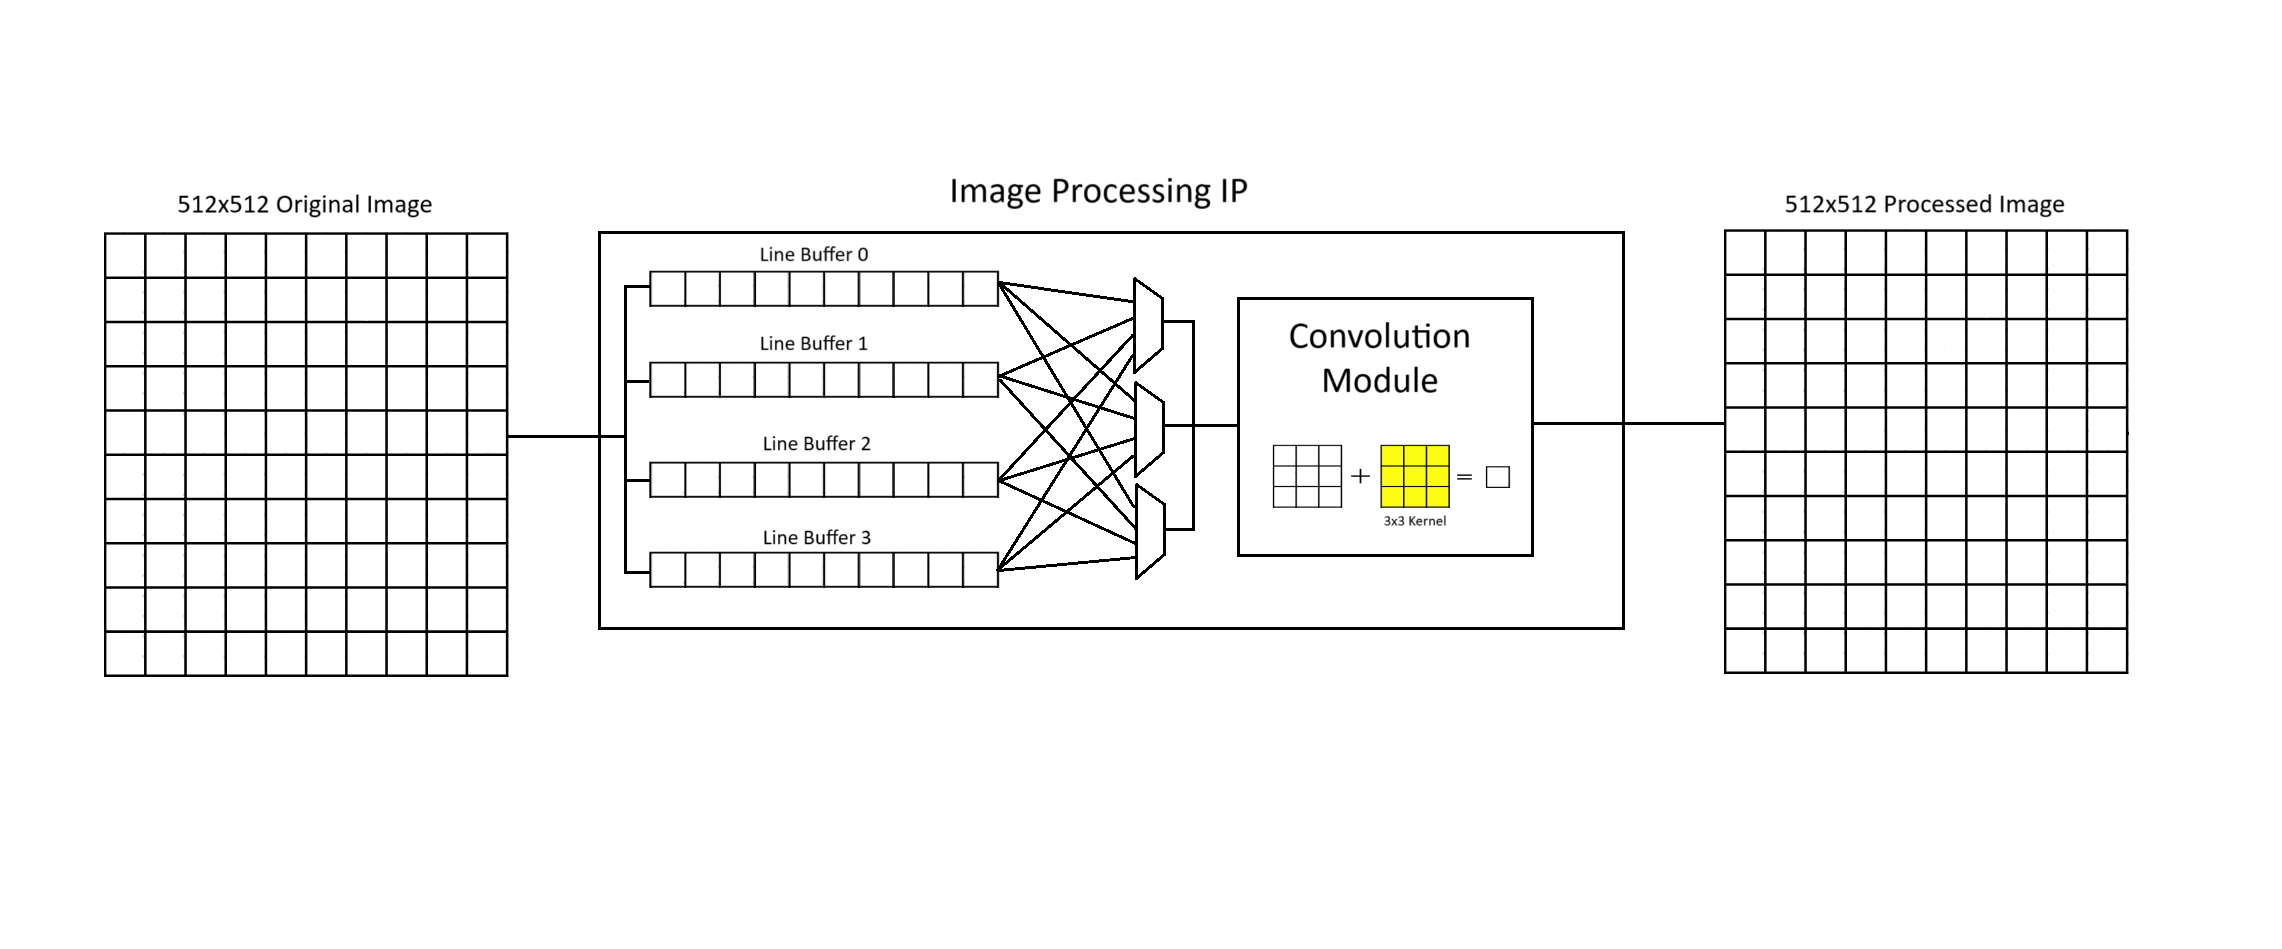 Image Processing IP
512x512 Original Image
512x512 Processed Image
Line Buffer 0
Line Buffer 1
Line Buffer 2
Line Buffer 3
Convolution
Module
+ =
3x3 Kernel